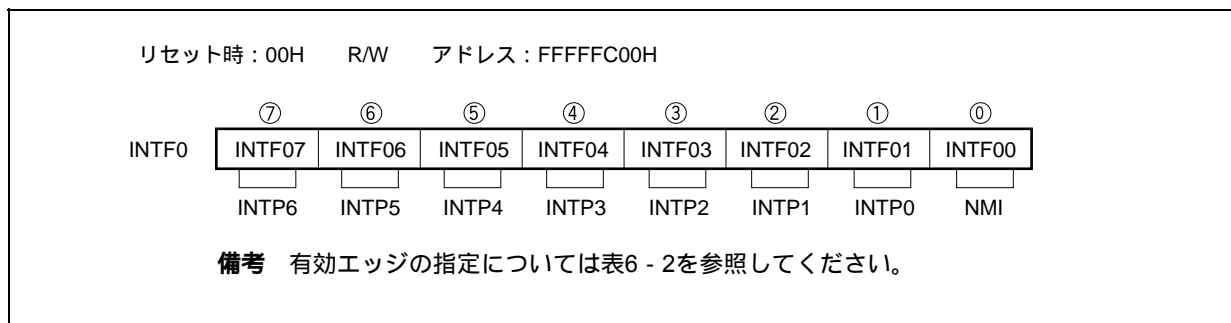 リセット時：00H R/W アドレス：FFFFFC00H
⑦ ⑥ ⑤ ④ ③ ② ① ⓪
INTF0 INTF07 INTF06 INTF05 INTF04 INTF03 INTF02 INTF01 INTF00
INTP6 INTP5 INTP4 INTP3 INTP2 INTP1 INTP0 NMI
備考 有効エッジの指定については表6 - 2を参照してください。